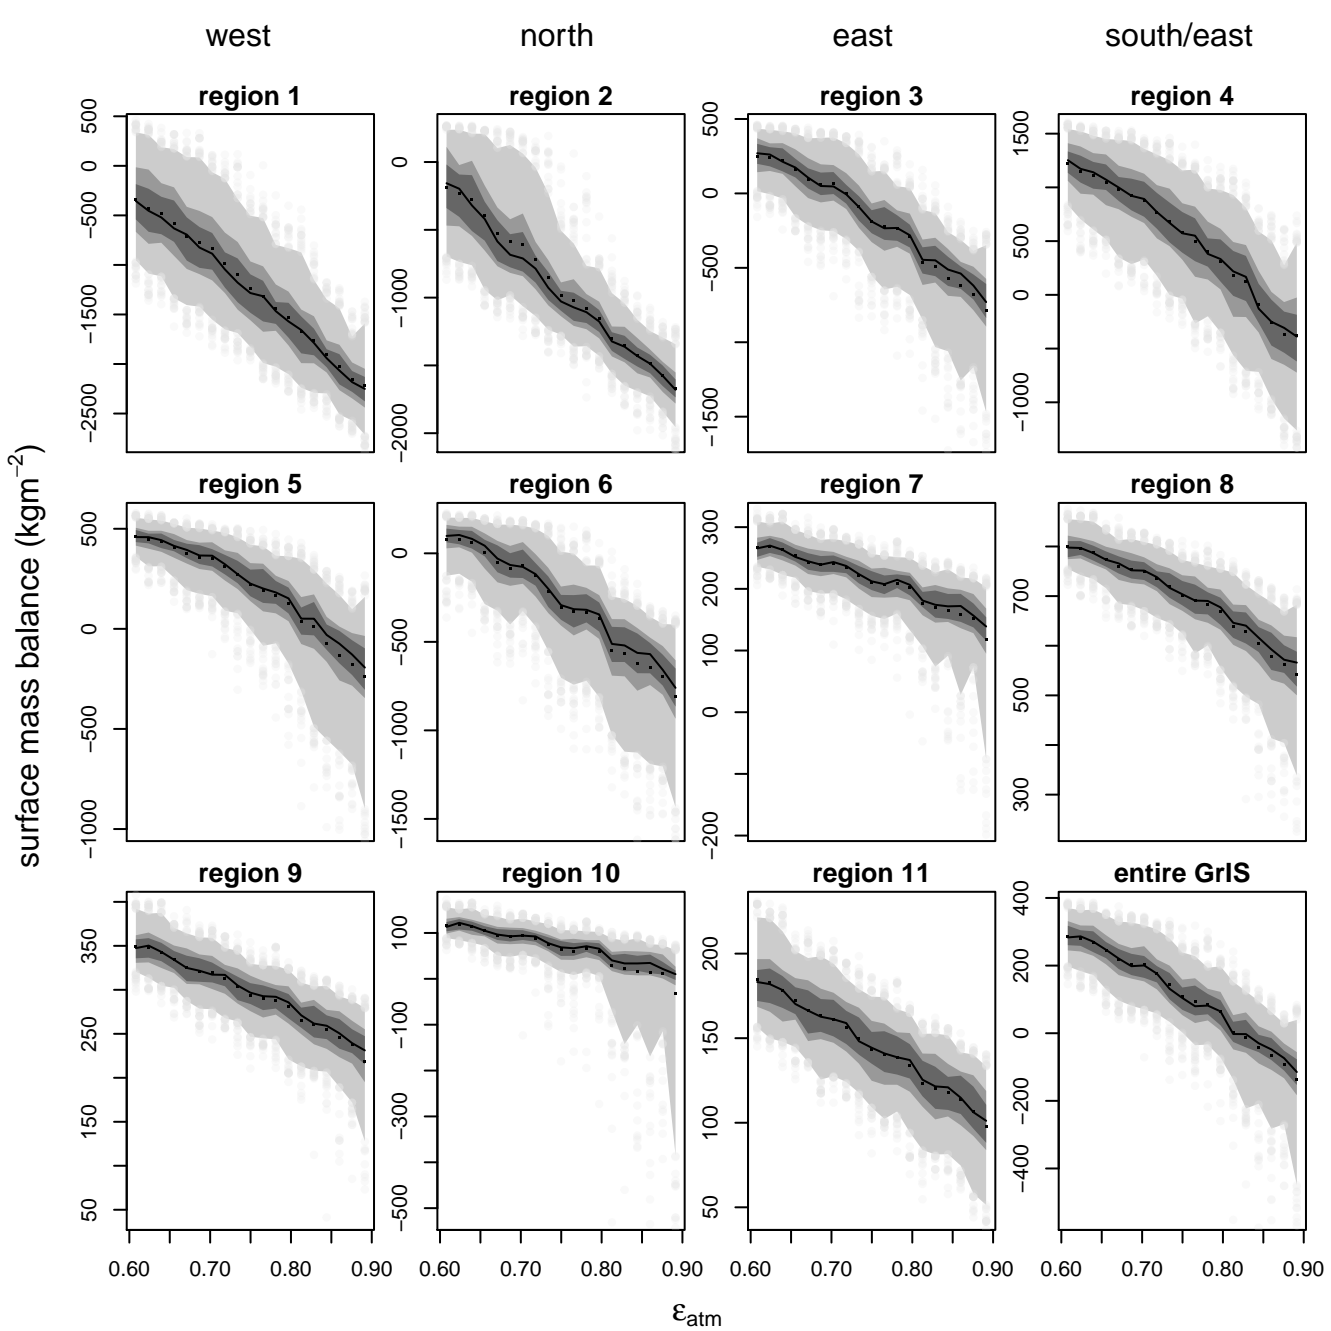 west north east south/east
region 1 region 2 region 3 region 4
500 0 −500 −1500 −2500
0 −1000 −2000
500 0 −500 −1500
1500 500 0 −1000
region 5 region 6 region 7 region 8
500 0 −500 −1000
0 −500 −1000 −1500
300 200 100 0 −200
700 500 300
region 9 region 10 region 11 entire GrIS
350 250 150 50
100 −100 −300 −500
200 150 100 50
400 200 0 −200 −400
0.60 0.70 0.80 0.90 0.60 0.70 0.80 0.90 0.60 0.70 0.80 0.90 0.60 0.70 0.80 0.90
surface mass balance (kgm⁻²)
εatm